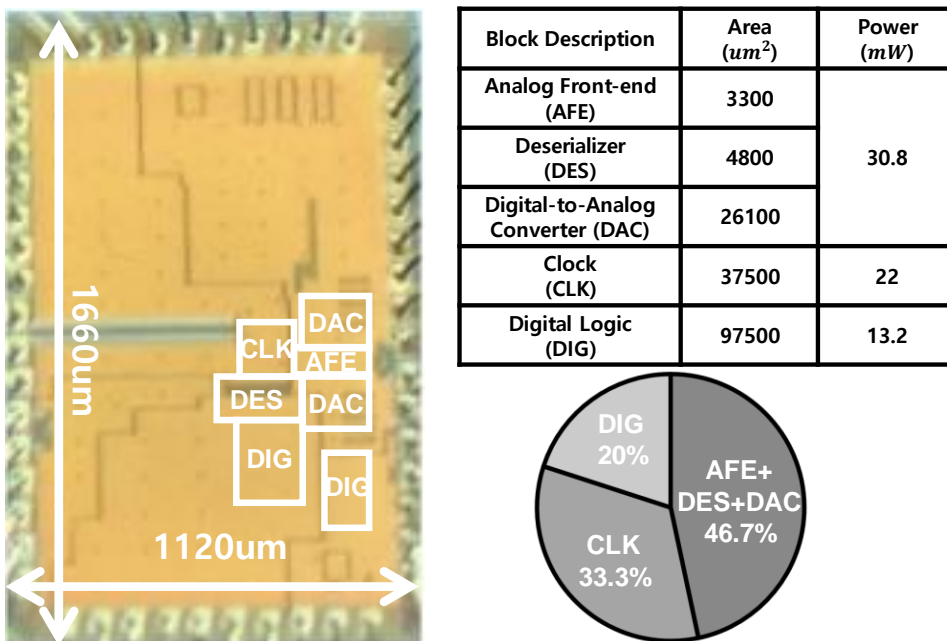 1660um
1120um
DAC
CLK
AFE
DES
DAC
DIG
DIG
Block Description
Area
(um²)
Power
(mW)
Analog Front-end
(AFE)
3300
30.8
Deserializer
(DES)
4800
Digital-to-Analog
Converter (DAC)
26100
Clock
(CLK)
37500
22
Digital Logic
(DIG)
97500
13.2
DIG
20%
AFE+
DES+DAC
46.7%
CLK
33.3%